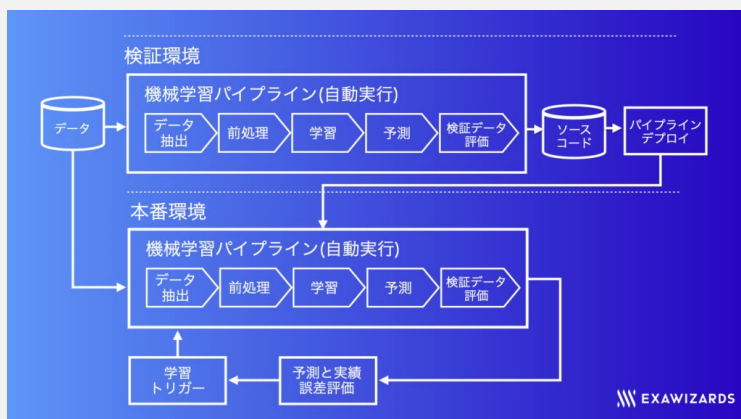 検証環境
機械学習パイプライン(自動実行)
データ
データ
抽出
前処理
学習
予測
検証データ
評価
ソース
コード
パイプライン
デプロイ
本番環境
機械学習パイプライン(自動実行)
データ
抽出
前処理
学習
予測
検証データ
評価
学習
トリガー
予測と実績
誤差評価
EXAWIZARDS